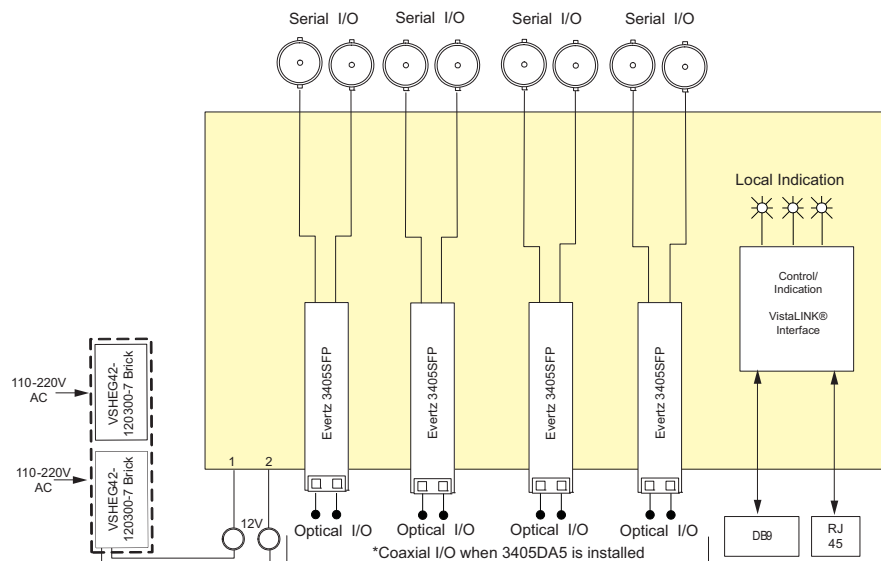 Serial I/O
Serial I/O
Serial I/O
Serial I/O
Local Indication
Control/
Indication
VistaLINK®
Interface
Evertz 3405SFP
Evertz 3405SFP
Evertz 3405SFP
Evertz 3405SFP
110-220V
AC
VSHEG42-
120300-7 Brick
110-220V
AC
VSHEG42-
120300-7 Brick
1
2
12V
Optical I/O
Optical I/O
Optical I/O
Optical I/O
*Coaxial I/O when 3405DA5 is installed
DB9
RJ
45